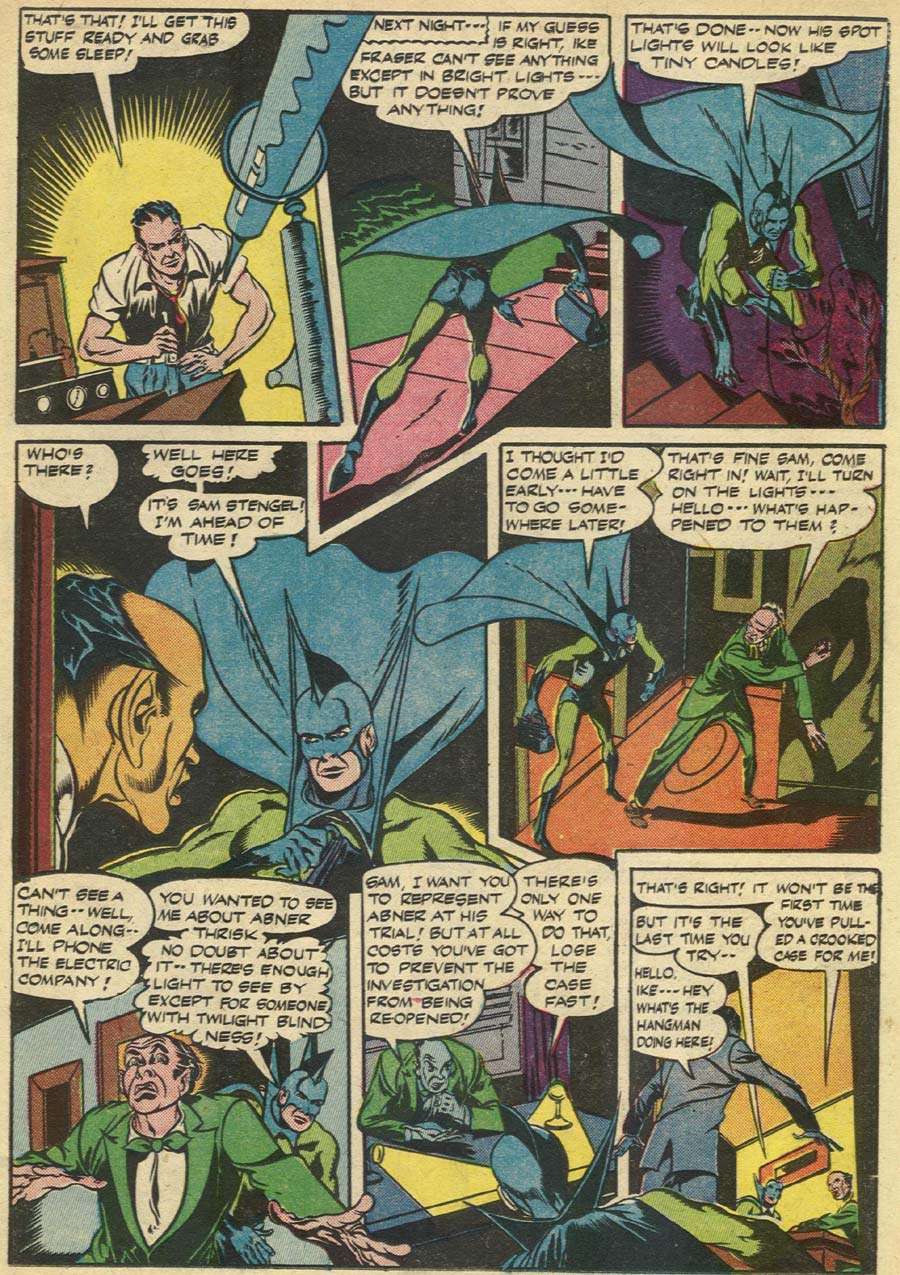 THAT'S THAT! I'LL GET THIS
STUFF READY AND GRAB
SOME SLEEP!
NEXT NIGHT---
IF MY GUESS
IS RIGHT, IKE
FRASER CAN'T SEE ANYTHING
EXCEPT IN BRIGHT LIGHTS---
BUT IT DOESN'T PROVE
ANYTHING!
THAT'S DONE-- NOW HIS SPOT
LIGHTS WILL LOOK LIKE
TINY CANDLES!
WHO'S
THERE?
WELL HERE
GOES!
IT'S SAM STENGEL!
I'M AHEAD OF
TIME!
I THOUGHT I'D
COME A LITTLE
EARLY--- HAVE
TO GO SOME-
WHERE LATER!
THAT'S FINE SAM, COME
RIGHT IN! WAIT, I'LL TURN
ON THE LIGHTS---
HELLO--- WHAT'S HAP-
PENED TO THEM?
CAN'T SEE A
THING-- WELL,
COME ALONG--
I'LL PHONE
THE ELECTRIC
COMPANY!
YOU WANTED TO SEE
ME ABOUT ABNER
THRISK
NO DOUBT ABOUT
IT-- THERE'S ENOUGH
LIGHT TO SEE BY
EXCEPT FOR SOMEONE
WITH TWILIGHT BLIND-
NESS!
SAM, I WANT YOU
TO REPRESENT
ABNER AT HIS
TRIAL! BUT AT ALL
COSTS YOU'VE GOT
TO PREVENT THE
INVESTIGATION
FROM BEING
RE-OPENED!
THERE'S
ONLY ONE
WAY TO
DO THAT,
LOSE
THE
CASE
FAST!
THAT'S RIGHT! IT WON'T BE THE
FIRST TIME
YOU'VE PULL-
ED A CROOKED
CASE FOR ME!
BUT IT'S THE
LAST TIME YOU
TRY--
HELLO,
IKE--- HEY
WHAT'S THE
HANGMAN
DOING HERE!